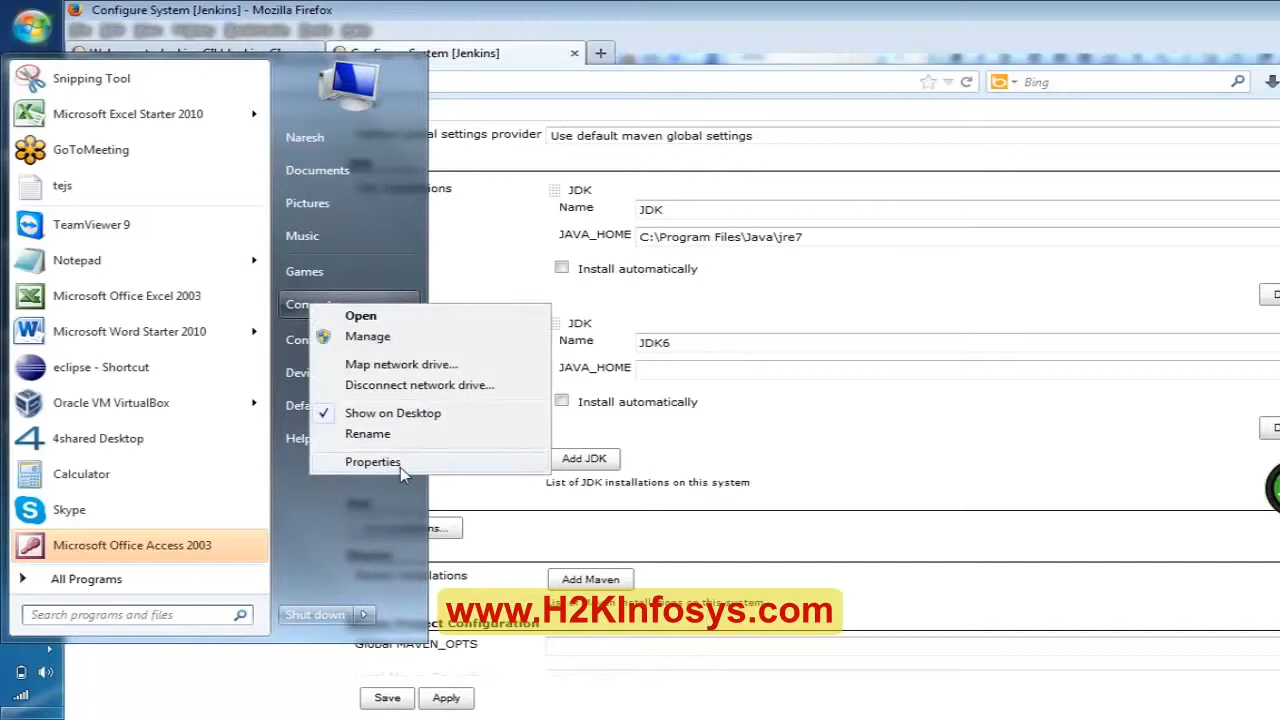 Configure System [Jenkins] - Mozilla Firefox
System [Jenkins]
Bing
Snipping Tool
Microsoft Excel Starter 2010
GoToMeeting
tejs
TeamViewer 9
Notepad
Microsoft Office Excel 2003
Microsoft Word Starter 2010
eclipse - Shortcut
Oracle VM VirtualBox
4shared Desktop
Calculator
Skype
Microsoft Office Access 2003
All Programs
Search programs and files
Naresh
Documents
Pictures
Music
Games
Shut down
Open
Manage
Map network drive...
Disconnect network drive...
Show on Desktop
Rename
Properties
settings provider
Use default maven global settings
JDK
Name
JDK
JAVA_HOME
C:\Program Files\Java\jre7
Install automatically
JDK
Name
JDK6
JAVA_HOME
Install automatically
Add JDK
List of JDK installations on this system
Add Maven
www.H2KInfosys.com
Project Configuration
Global MAVEN_OPTS
Save
Apply